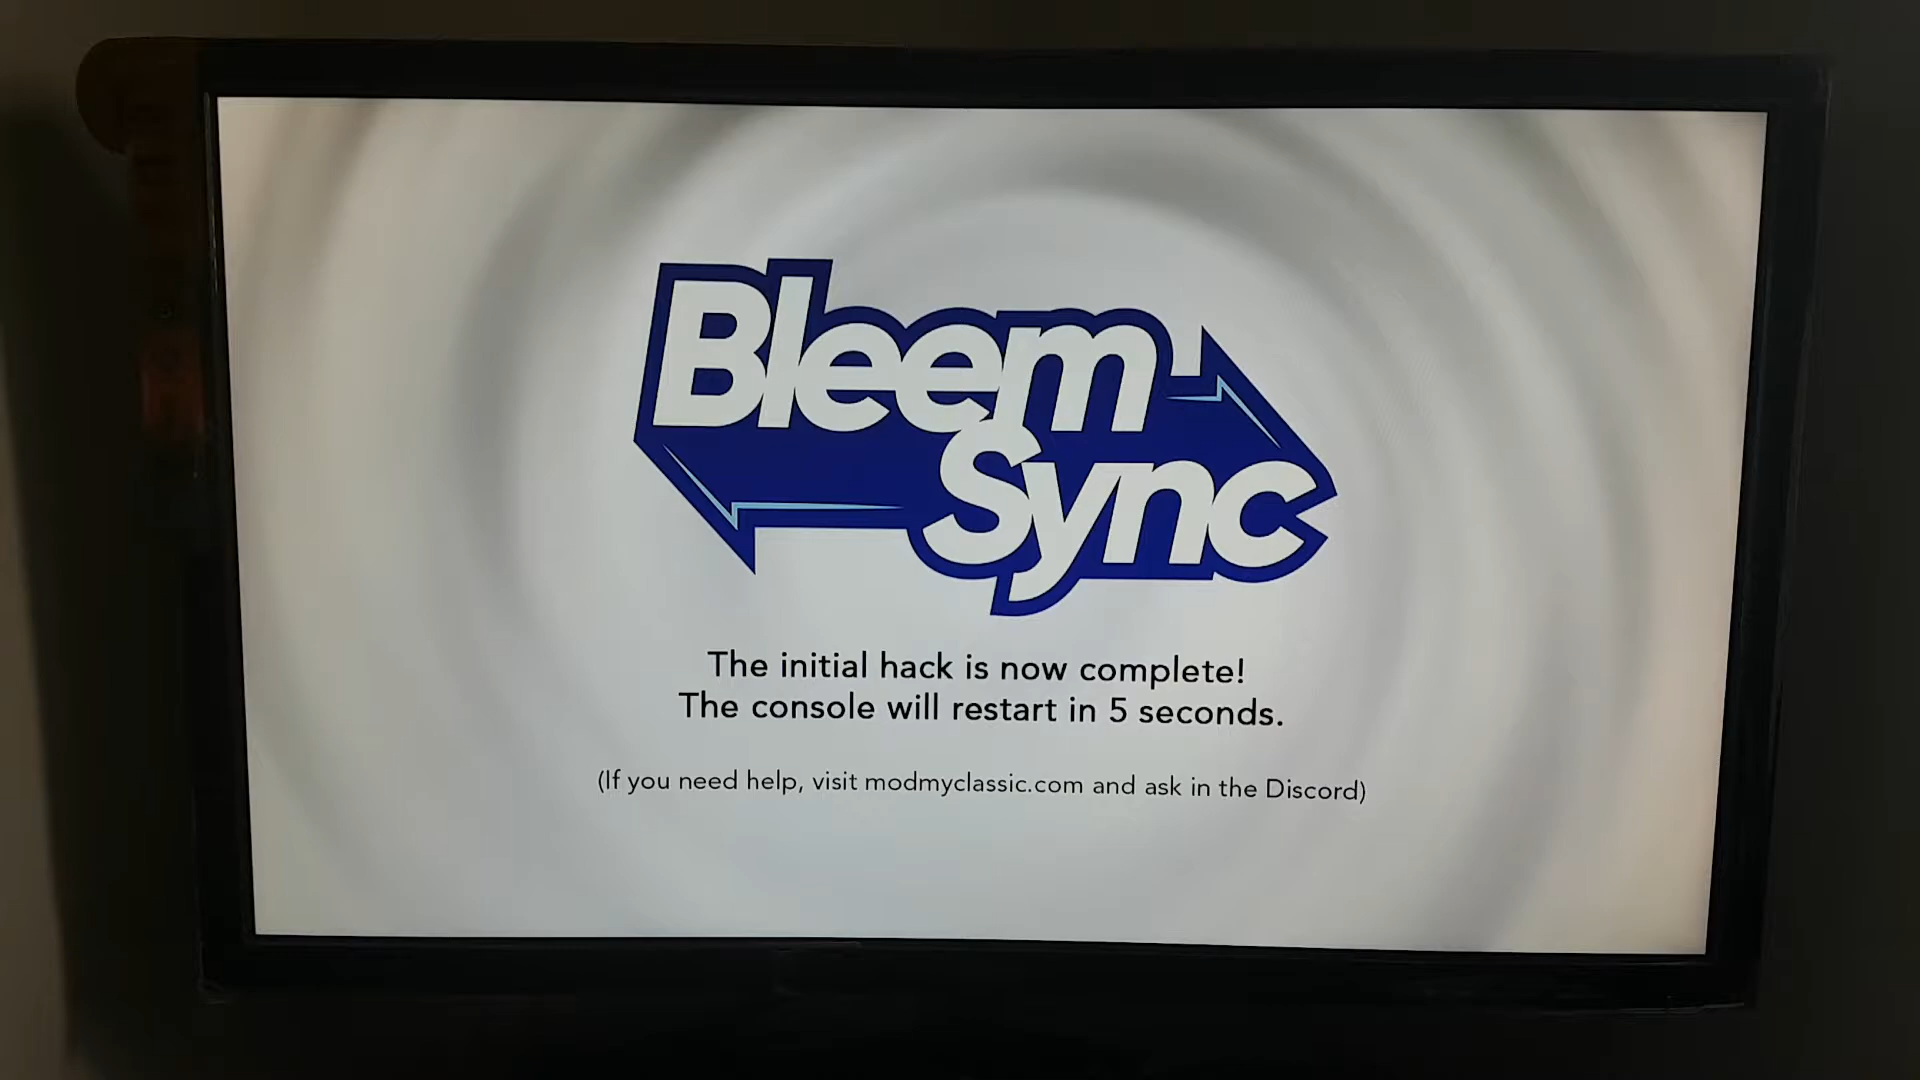 Bleem
Sync
The initial hack is now complete!
The console will restart in 5 seconds.
(If you need help, visit modmyclassic.com and ask in the Discord)